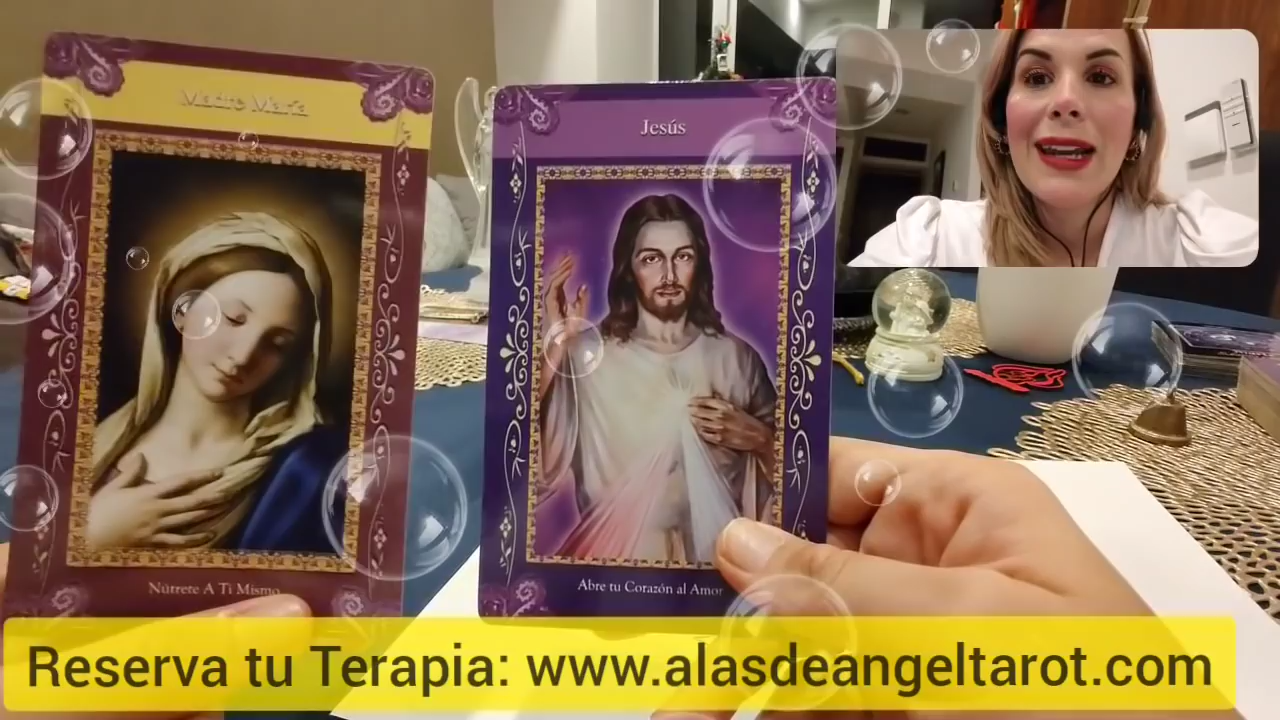 Madre María
Jesús
Nútrete A Ti Mismo
Abre tu Corazón al Amor
Reserva tu Terapia: www.alasdeangeltarot.com